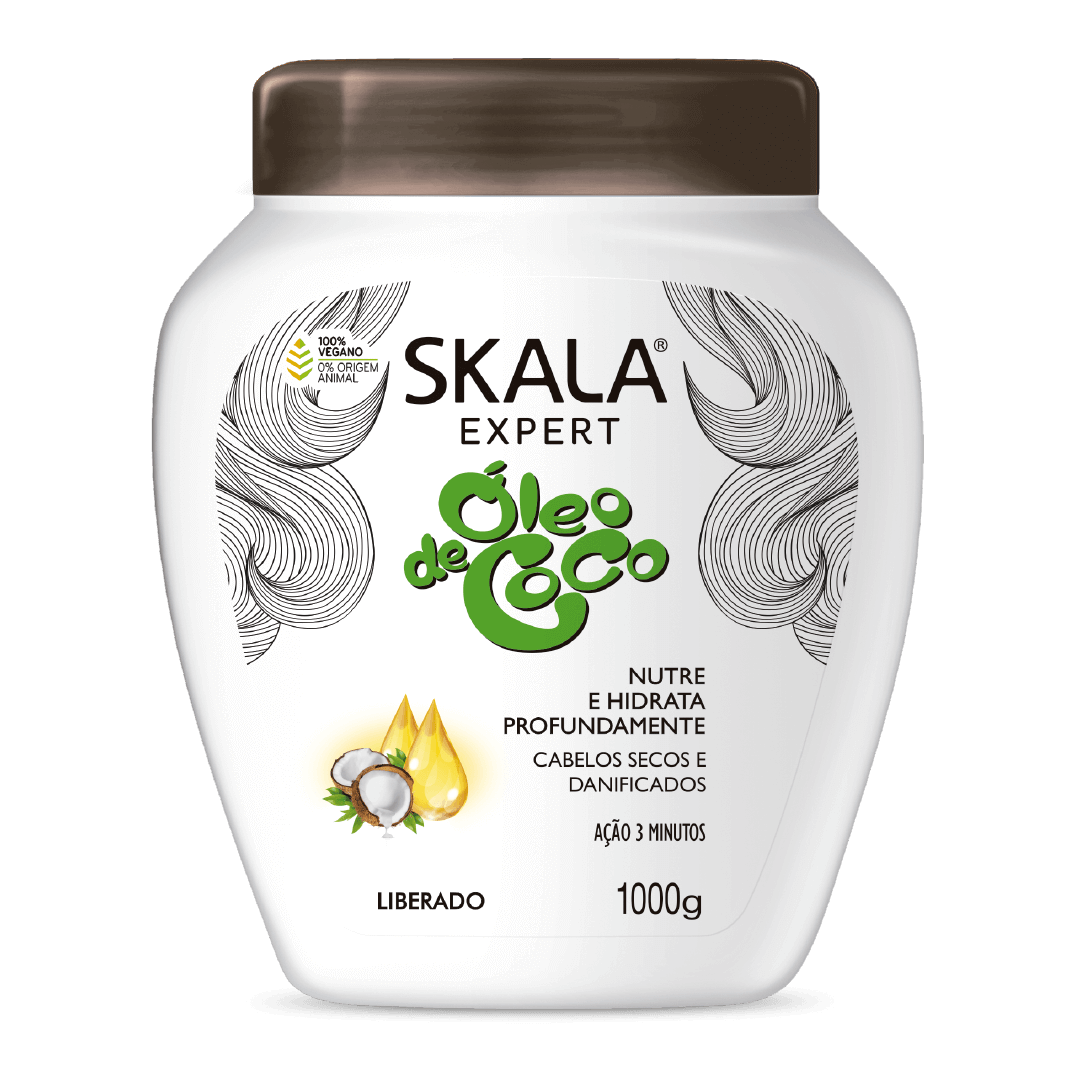 100%
VEGANO
0% ORIGEM
ANIMAL
SKALA®
EXPERT
Óleo
de Coco
NUTRE
E HIDRATA
PROFUNDAMENTE
CABELOS SECOS E
DANIFICADOS
AÇÃO 3 MINUTOS
LIBERADO
1000g